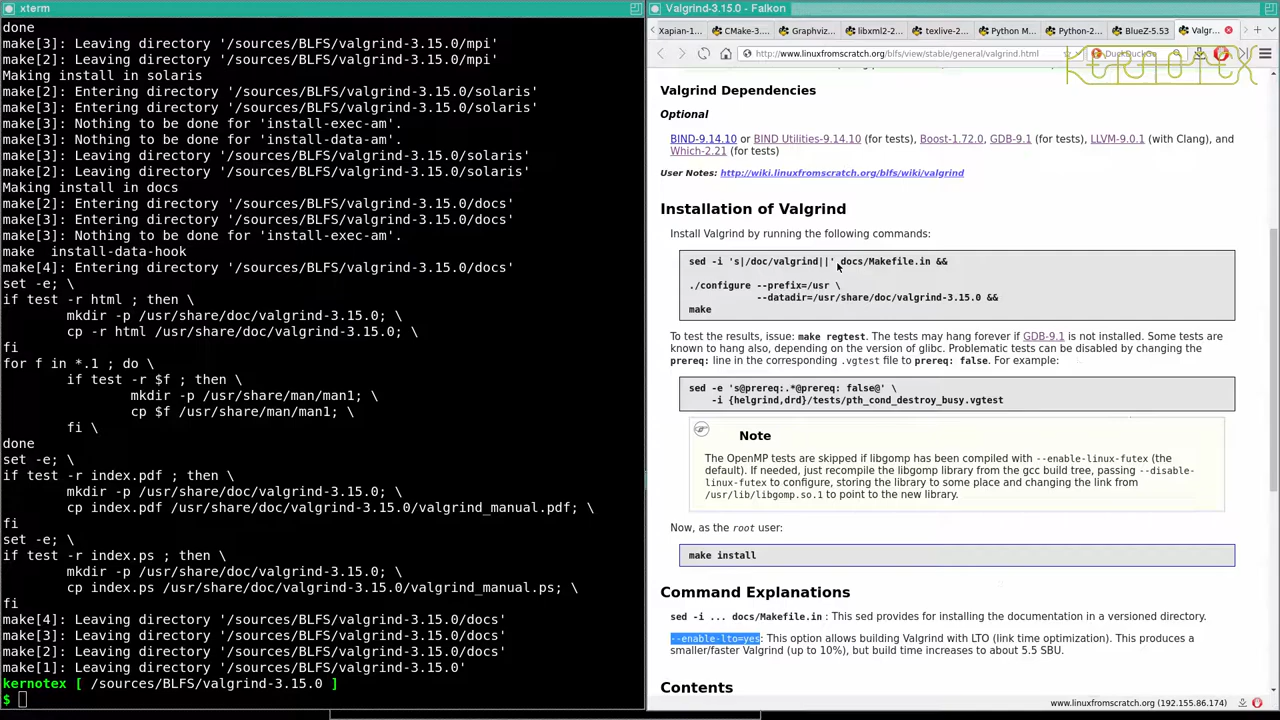 xterm
done
make[3]: Leaving directory '/sources/BLFS/valgrind-3.15.0/mpi'
make[2]: Leaving directory '/sources/BLFS/valgrind-3.15.0/mpi'
Making install in solaris
make[2]: Entering directory '/sources/BLFS/valgrind-3.15.0/solaris'
make[3]: Entering directory '/sources/BLFS/valgrind-3.15.0/solaris'
make[3]: Nothing to be done for 'install-exec-am'.
make[3]: Nothing to be done for 'install-data-am'.
make[3]: Leaving directory '/sources/BLFS/valgrind-3.15.0/solaris'
make[2]: Leaving directory '/sources/BLFS/valgrind-3.15.0/solaris'
Making install in docs
make[2]: Entering directory '/sources/BLFS/valgrind-3.15.0/docs'
make[3]: Entering directory '/sources/BLFS/valgrind-3.15.0/docs'
make[3]: Nothing to be done for 'install-exec-am'.
make  install-data-hook
make[4]: Entering directory '/sources/BLFS/valgrind-3.15.0/docs'
set -e; \
if test -r html ; then \
mkdir -p /usr/share/doc/valgrind-3.15.0; \
cp -r html /usr/share/doc/valgrind-3.15.0; \
fi
for f in *.1 ; do \
if test -r $f ; then \
mkdir -p /usr/share/man/man1; \
cp $f /usr/share/man/man1; \
fi \
done
set -e; \
if test -r index.pdf ; then \
mkdir -p /usr/share/doc/valgrind-3.15.0; \
cp index.pdf /usr/share/doc/valgrind-3.15.0/valgrind_manual.pdf; \
fi
set -e; \
if test -r index.ps ; then \
mkdir -p /usr/share/doc/valgrind-3.15.0; \
cp index.ps /usr/share/doc/valgrind-3.15.0/valgrind_manual.ps; \
fi
make[4]: Leaving directory '/sources/BLFS/valgrind-3.15.0/docs'
make[3]: Leaving directory '/sources/BLFS/valgrind-3.15.0/docs'
make[2]: Leaving directory '/sources/BLFS/valgrind-3.15.0/docs'
make[1]: Leaving directory '/sources/BLFS/valgrind-3.15.0'
kernotex [ /sources/BLFS/valgrind-3.15.0 ]
$
Valgrind-3.15.0 - Falkon
Xapian-1... CMake-3.... Graphviz... libxml2-2... texlive-2... Python M... Python-2... BlueZ-5.53 Valgr...
http://www.linuxfromscratch.org/blfs/view/stable/general/valgrind.html DuckDuckGo
KERNOTEX
Valgrind Dependencies
Optional
BIND-9.14.10 or BIND Utilities-9.14.10 (for tests), Boost-1.72.0, GDB-9.1 (for tests), LLVM-9.0.1 (with Clang), and
Which-2.21 (for tests)
User Notes: http://wiki.linuxfromscratch.org/blfs/wiki/valgrind
Installation of Valgrind
Install Valgrind by running the following commands:
sed -i 's|/doc/valgrind||' docs/Makefile.in &&
./configure --prefix=/usr \
--datadir=/usr/share/doc/valgrind-3.15.0 &&
make
To test the results, issue: make regtest. The tests may hang forever if GDB-9.1 is not installed. Some tests are
known to hang also, depending on the version of glibc. Problematic tests can be disabled by changing the
prereq: line in the corresponding .vgtest file to prereq: false. For example:
sed -e 's@prereq:.*@prereq: false@' \
-i {helgrind,drd}/tests/pth_cond_destroy_busy.vgtest
Note
The OpenMP tests are skipped if libgomp has been compiled with --enable-linux-futex (the
default). If needed, just recompile the libgomp library from the gcc build tree, passing --disable-
linux-futex to configure, storing the library to some place and changing the link from
/usr/lib/libgomp.so.1 to point to the new library.
Now, as the root user:
make install
Command Explanations
sed -i ... docs/Makefile.in : This sed provides for installing the documentation in a versioned directory.
--enable-lto=yes: This option allows building Valgrind with LTO (link time optimization). This produces a
smaller/faster Valgrind (up to 10%), but build time increases to about 5.5 SBU.
Contents
www.linuxfromscratch.org (192.155.86.174)